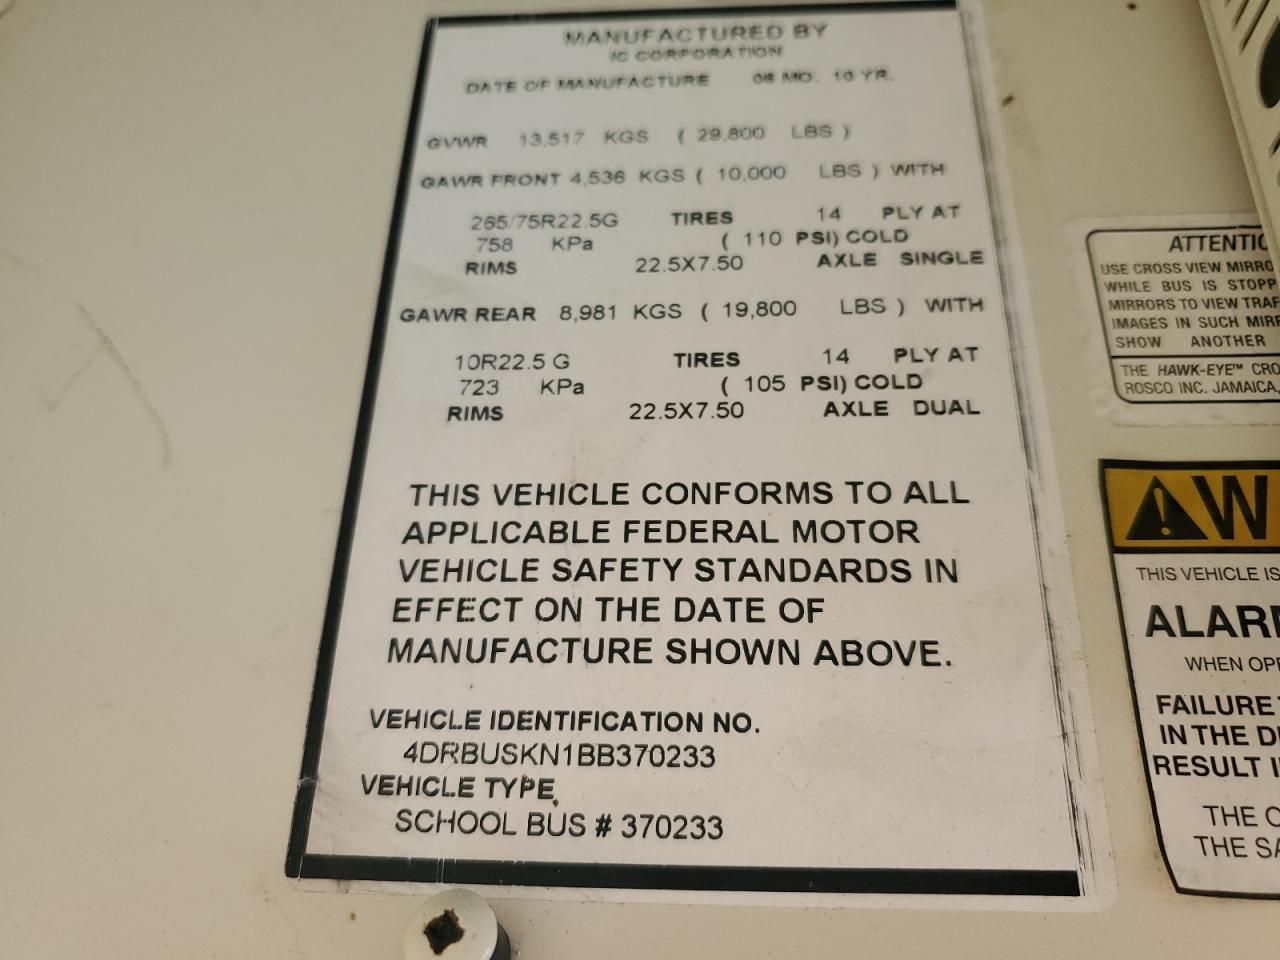 MANUFACTURED BY
IC CORPORATION
DATE OF MANUFACTURE 06 MO. 10 YR.
GVWR 13,517 KGS ( 29,800 LBS )
GAWR FRONT 4,536 KGS ( 10,000 LBS ) WITH
265/75R22.5G TIRES 14 PLY AT
758 KPa ( 110 PSI) COLD
RIMS 22.5X7.50 AXLE SINGLE
GAWR REAR 8,981 KGS ( 19,800 LBS ) WITH
10R22.5 G TIRES 14 PLY AT
723 KPa ( 105 PSI) COLD
RIMS 22.5X7.50 AXLE DUAL
THIS VEHICLE CONFORMS TO ALL
APPLICABLE FEDERAL MOTOR
VEHICLE SAFETY STANDARDS IN
EFFECT ON THE DATE OF
MANUFACTURE SHOWN ABOVE.
VEHICLE IDENTIFICATION NO.
4DRBUSKN1BB370233
VEHICLE TYPE
SCHOOL BUS # 370233
ATTENTIO
USE CROSS VIEW MIRRO
WHILE BUS IS STOPP
MIRRORS TO VIEW TRAF
IMAGES IN SUCH MIRR
SHOW ANOTHER
THE HAWK-EYE™ CRO
ROSCO INC. JAMAICA,
W
THIS VEHICLE IS
ALAR
WHEN OPE
FAILURE
IN THE D
RESULT I
THE
THE SA